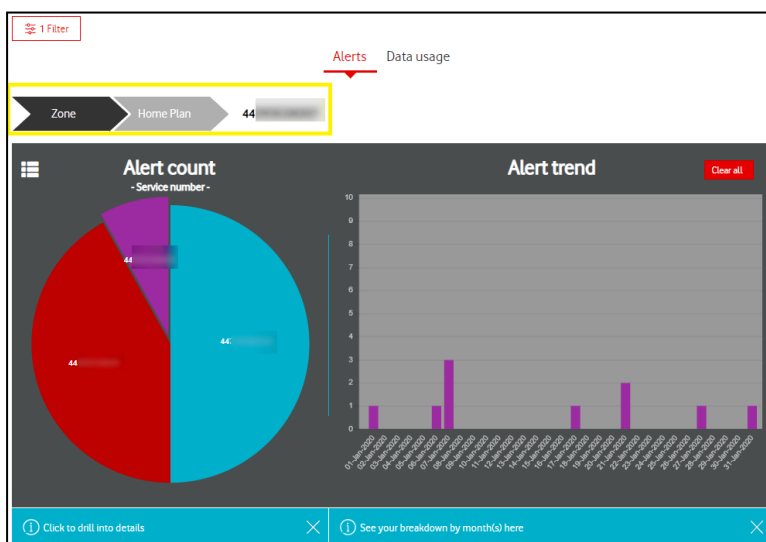 1 Filter
Alerts Data usage
Zone Home Plan 44
Alert count
- Service number -
44
44
44
Alert trend
Clear all
10
9
8
7
6
5
4
3
2
1
0
01-Jan-2020
02-Jan-2020
03-Jan-2020
04-Jan-2020
05-Jan-2020
06-Jan-2020
07-Jan-2020
08-Jan-2020
09-Jan-2020
10-Jan-2020
11-Jan-2020
12-Jan-2020
13-Jan-2020
14-Jan-2020
15-Jan-2020
16-Jan-2020
17-Jan-2020
18-Jan-2020
19-Jan-2020
20-Jan-2020
21-Jan-2020
22-Jan-2020
23-Jan-2020
24-Jan-2020
25-Jan-2020
26-Jan-2020
27-Jan-2020
28-Jan-2020
29-Jan-2020
30-Jan-2020
31-Jan-2020
Click to drill into details
See your breakdown by month(s) here